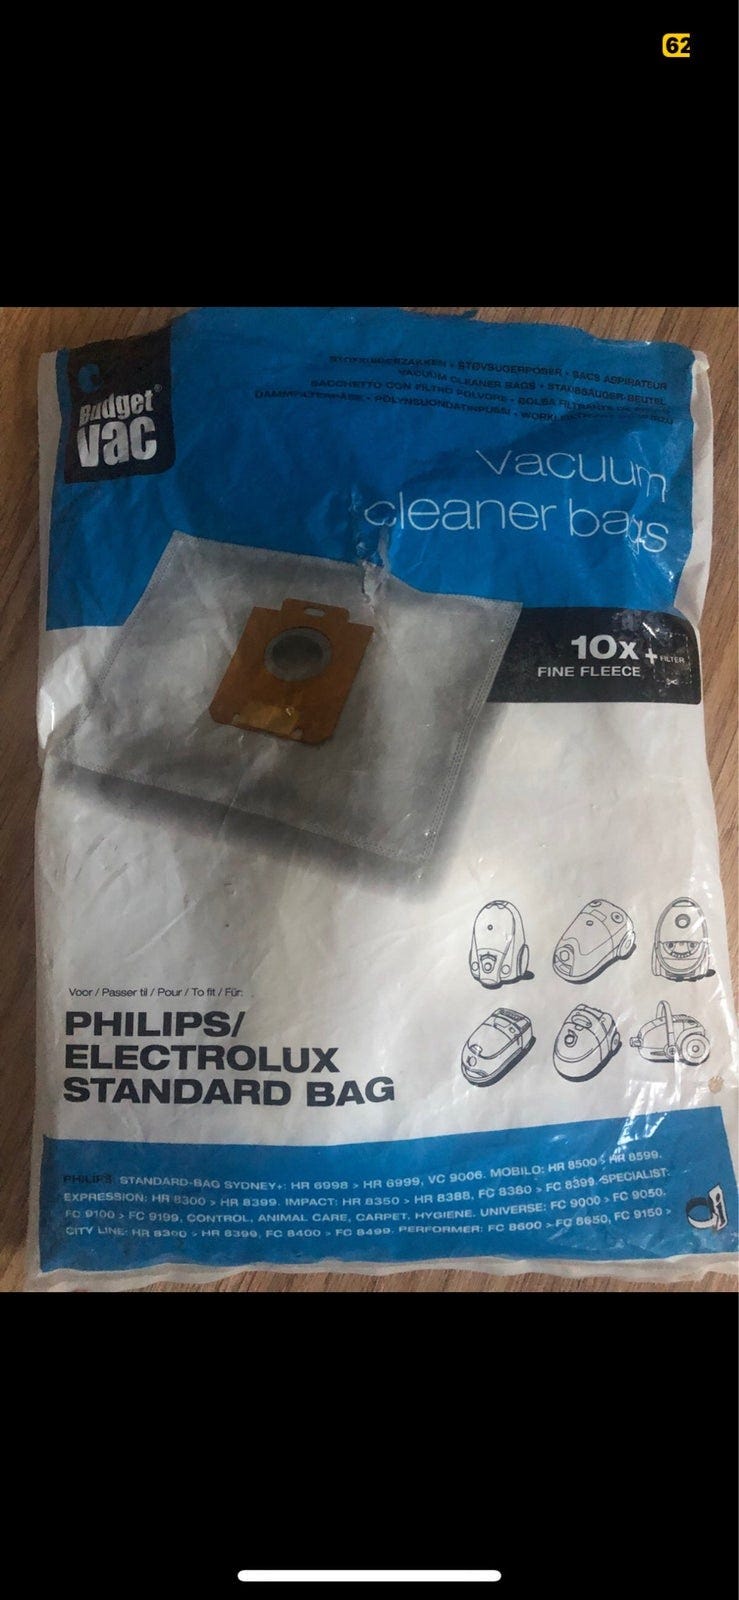 62
Budget®
Vac
STOFZUIGERZAKKEN • STØVSUGERPOSER • SACS ASPIRATEUR
VACUUM CLEANER BAGS • STAUBSAUGER-BEUTEL
SACCHETTO CON FILTRO POLVORE • BOLSA FILTRANTE DE
DAMMFILTERPÅSE • PÖLYNSUONDATINPUSSI •
vacuum
cleaner bags
10x + FILTER
FINE FLEECE
Voor / Passer til / Pour / To fit / Für:
PHILIPS/
ELECTROLUX
STANDARD BAG
PHILIPS STANDARD-BAG SYDNEY+: HR 6998 > HR 6999, VC 9006. MOBILO: HR 8500 > HR 8599.
EXPRESSION: HR 8300 > HR 8399. IMPACT: HR 8350 > HR 8388, FC 8380 > FC 8399. SPECIALIST:
FC 9100 > FC 9199, CONTROL, ANIMAL CARE, CARPET, HYGIENE. UNIVERSE: FC 9000 > FC 9050.
CITY LINE: HR 8300 > HR 8399, FC 8400 > FC 8499. PERFORMER: FC 8600 > FC 8650, FC 9150 >